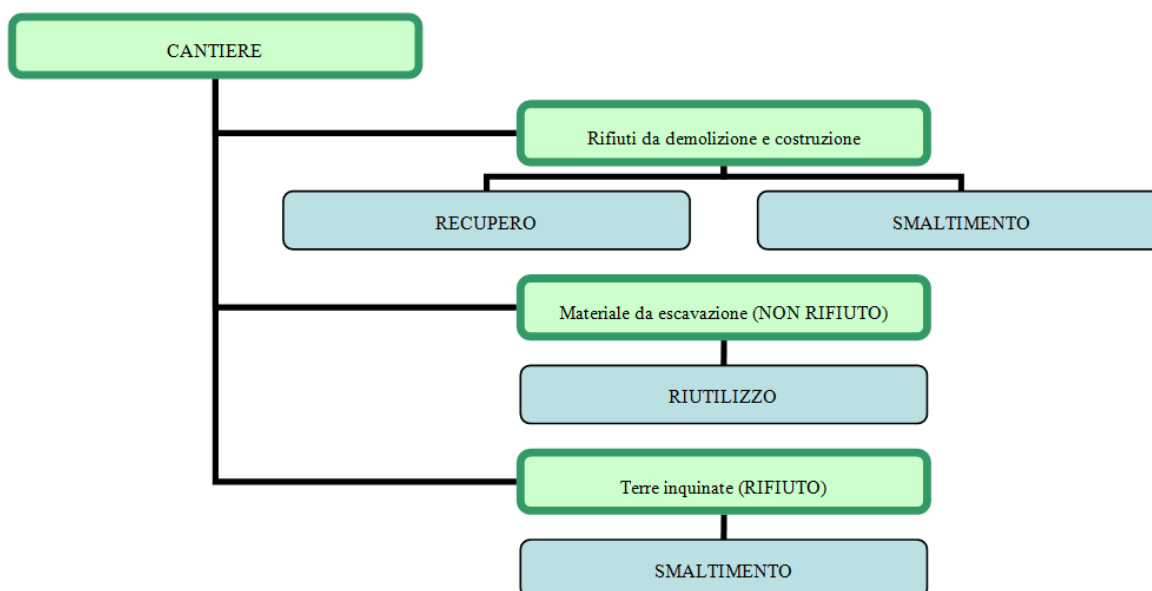 CANTIERE
Rifiuti da demolizione e costruzione
RECUPERO
SMALTIMENTO
Materiale da escavazione (NON RIFIUTO)
RIUTILIZZO
Terre inquinate (RIFIUTO)
SMALTIMENTO